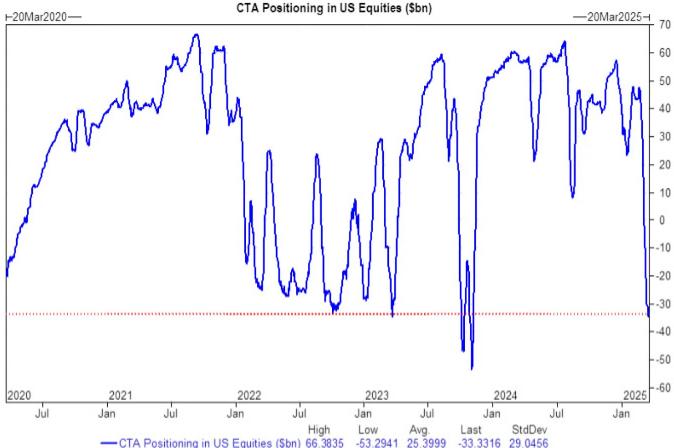 CTA Positioning in US Equities ($bn)
20Mar2020
20Mar2025
70
60
50
40
30
20
10
0
-10
-20
-30
-40
-50
-60
2020 2021 2022 2023 2024 2025
Jul Jan Jul Jan Jul Jan Jul Jan Jul Jan
High Low Avg. Last StdDev
CTA Positioning in US Equities ($bn) 66.3835 -53.2941 25.3999 -33.3316 29.0456